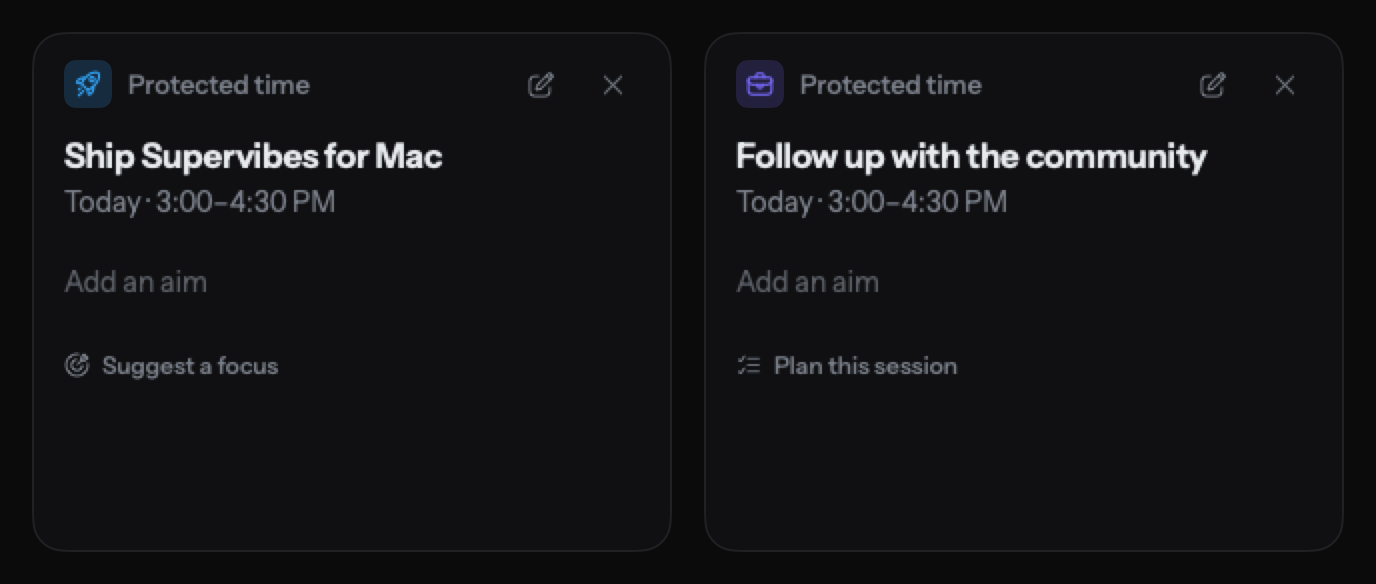 Protected time
Ship Supervibes for Mac
Today · 3:00–4:30 PM
Add an aim
Suggest a focus
Protected time
Follow up with the community
Today · 3:00–4:30 PM
Add an aim
Plan this session